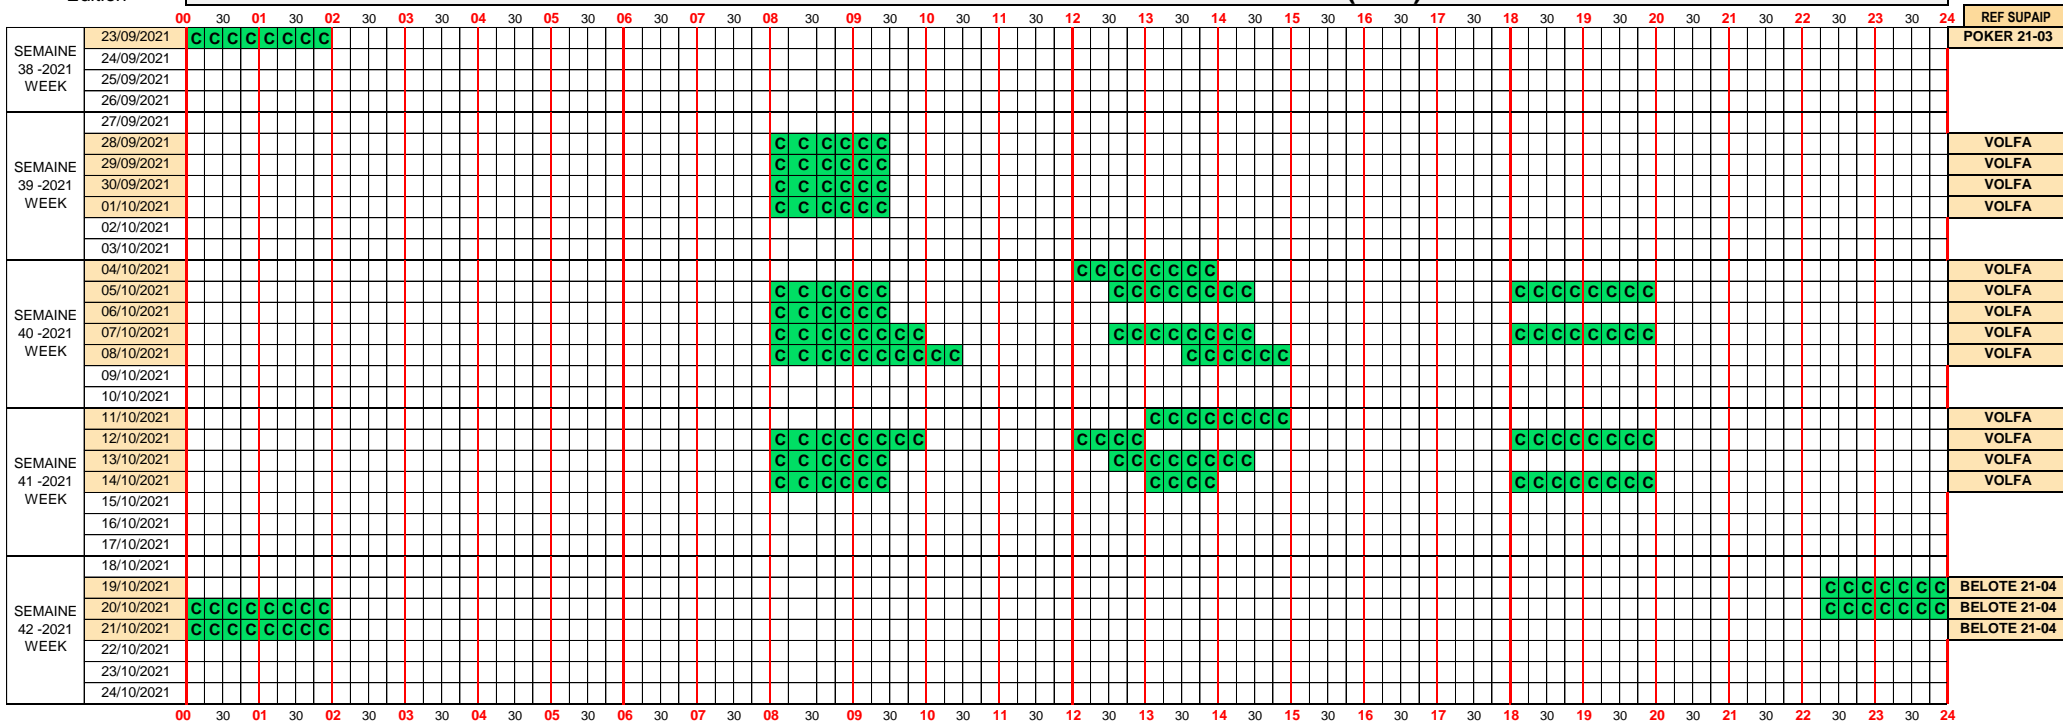 00 30 01 30 02 30 03 30 04 30 05 30 06 30 07 30 08 30 09 30 10 30 11 30 12 30 13 30 14 30 15 30 16 30 17 30 18 30 19 30 20 30 21 30 22 30 23 30 24 REF SUPAIP
SEMAINE
38 -2021
WEEK
23/09/2021 C C C C C C C C POKER 21-03
24/09/2021
25/09/2021
26/09/2021
SEMAINE
39 -2021
WEEK
27/09/2021
28/09/2021 C C C C C C VOLFA
29/09/2021 C C C C C C VOLFA
30/09/2021 C C C C C C VOLFA
01/10/2021 C C C C C C VOLFA
02/10/2021
03/10/2021
SEMAINE
40 -2021
WEEK
04/10/2021 C C C C C C C C VOLFA
05/10/2021 C C C C C C C C C C C C C C C C C C C C C C VOLFA
06/10/2021 C C C C C C VOLFA
07/10/2021 C C C C C C C C C C C C C C C C C C C C C C C C VOLFA
08/10/2021 C C C C C C C C C C C C C C C C VOLFA
09/10/2021
10/10/2021
SEMAINE
41 -2021
WEEK
11/10/2021 C C C C C C C C VOLFA
12/10/2021 C C C C C C C C C C C C C C C C C C C C VOLFA
13/10/2021 C C C C C C C C C C C C C C VOLFA
14/10/2021 C C C C C C C C C C C C C C C C C C VOLFA
15/10/2021
16/10/2021
17/10/2021
SEMAINE
42 -2021
WEEK
18/10/2021
19/10/2021 C C C C C C C BELOTE 21-04
20/10/2021 C C C C C C C C C C C C C C C BELOTE 21-04
21/10/2021 C C C C C C C C BELOTE 21-04
22/10/2021
23/10/2021
24/10/2021
00 30 01 30 02 30 03 30 04 30 05 30 06 30 07 30 08 30 09 30 10 30 11 30 12 30 13 30 14 30 15 30 16 30 17 30 18 30 19 30 20 30 21 30 22 30 23 30 24